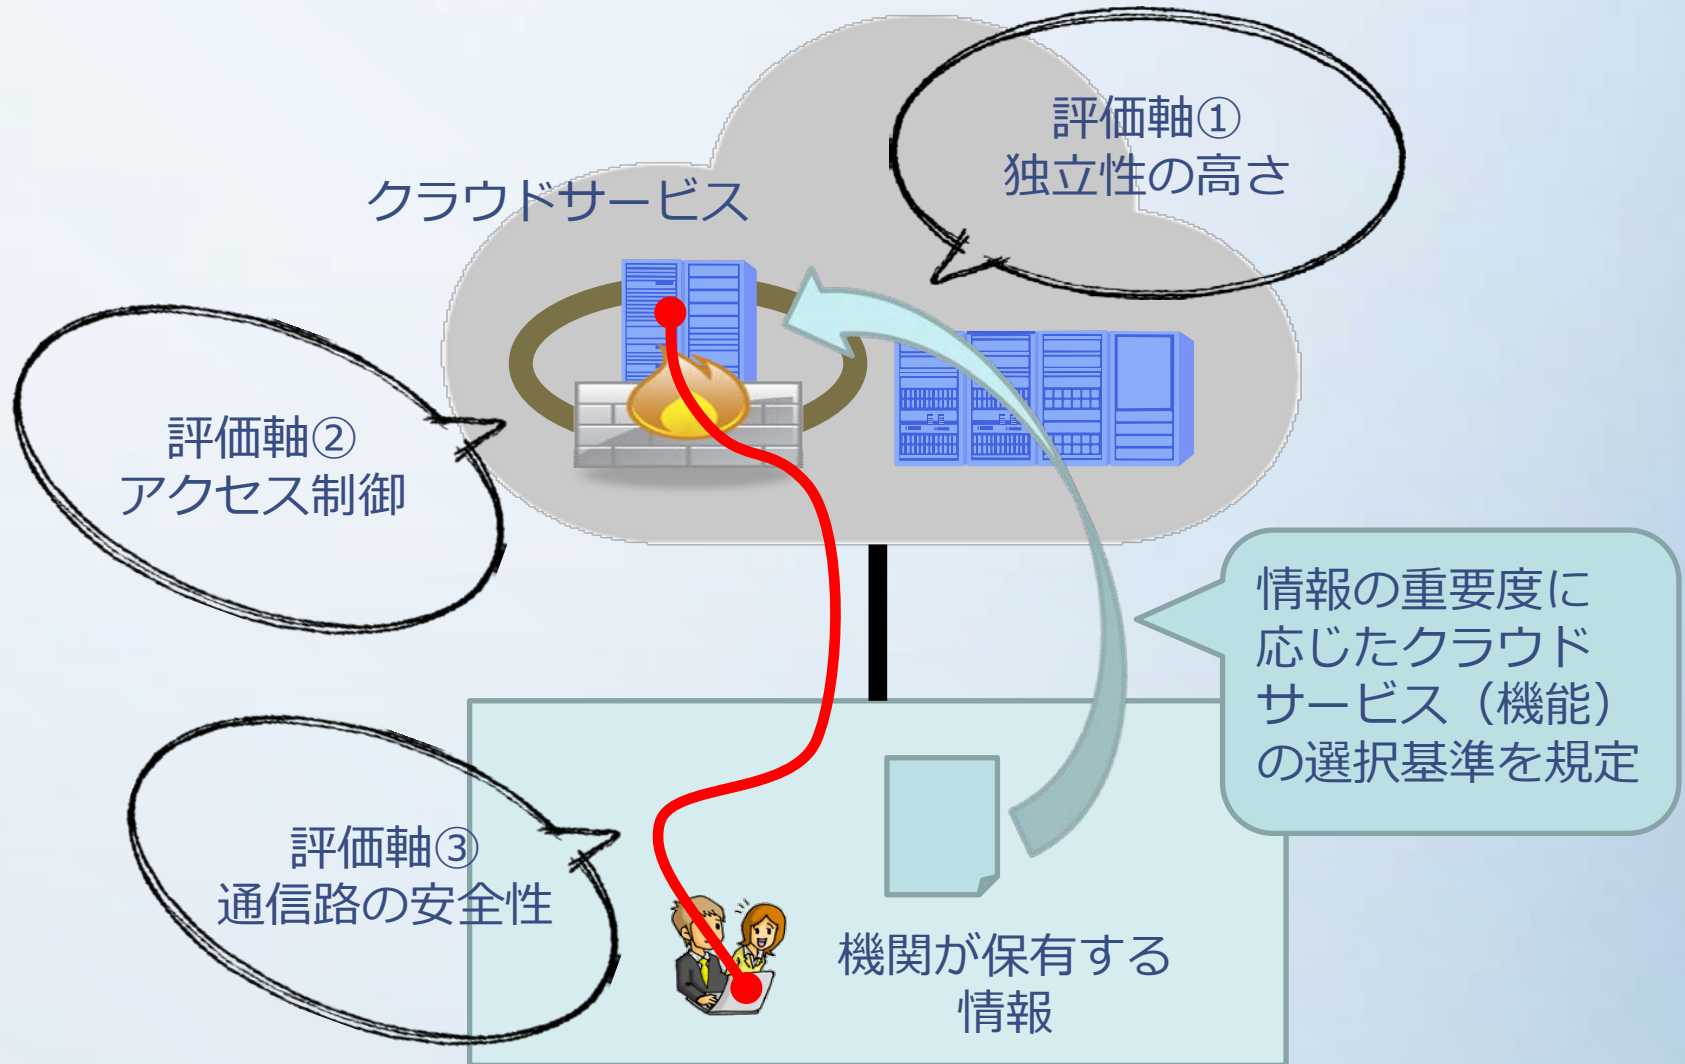 評価軸①
独立性の高さ
クラウドサービス
評価軸②
アクセス制御
情報の重要度に
応じたクラウド
サービス（機能）
の選択基準を規定
評価軸③
通信路の安全性
機関が保有する
情報